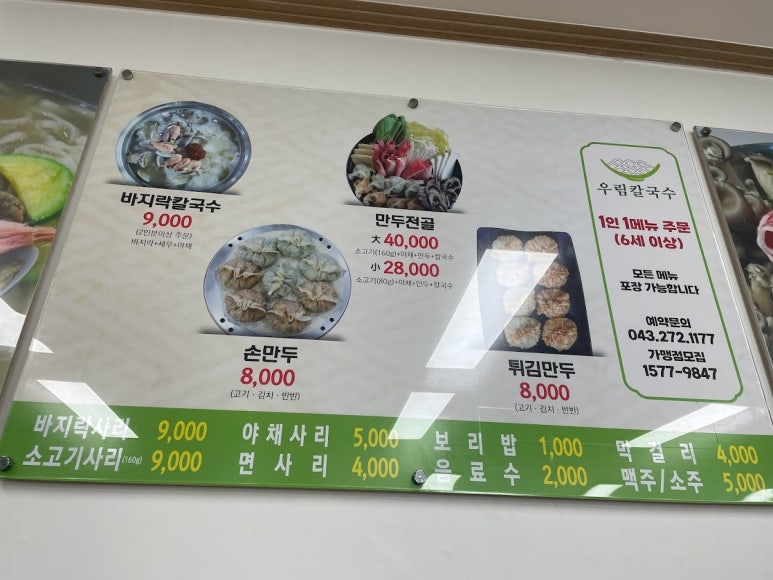 바지락칼국수
9,000
(2인분이상 주문)
바지락+새우+야채
만두전골
大 40,000
소고기(160g)+야채+만두+칼국수
小 28,000
소고기(80g)+야채+만두+칼국수
손만두
8,000
(고기·김치·반반)
튀김만두
8,000
(고기·김치·반반)
우림칼국수
1인 1메뉴 주문
(6세 이상)
모든 메뉴
포장 가능합니다
예약문의
043.272.1177
가맹점모집
1577-9847
바지락사리 9,000 야채사리 5,000 보리밥 1,000 막걸리 4,000
소고기사리(160g) 9,000 면사리 4,000 음료수 2,000 맥주/소주 5,000